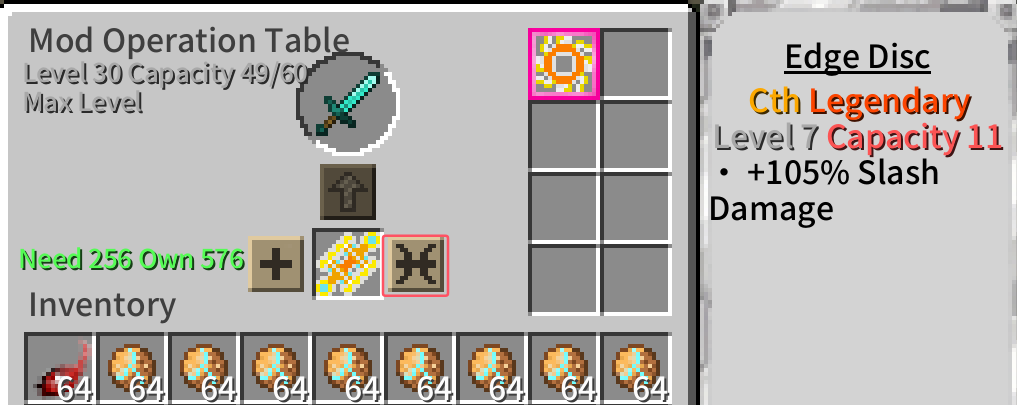 Mod Operation Table
Level 30 Capacity 49/60
Max Level
Need 256 Own 576
Inventory
64 64 64 64 64 64 64 64 64
Edge Disc
Cth Legendary
Level 7 Capacity 11
・ +105% Slash
Damage